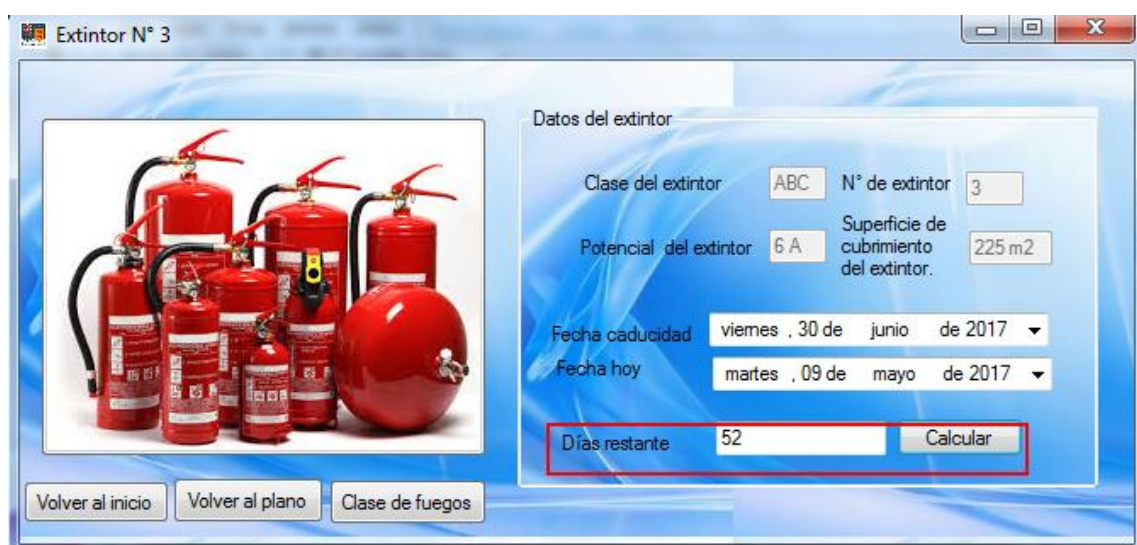 Extintor N° 3
Datos del extintor
Clase del extintor ABC N° de extintor 3
Potencial del extintor 6 A Superficie de
cubrimiento
del extintor. 225 m2
Fecha caducidad viernes , 30 de junio de 2017
Fecha hoy martes , 09 de mayo de 2017
Días restante 52 Calcular
Volver al inicio Volver al plano Clase de fuegos